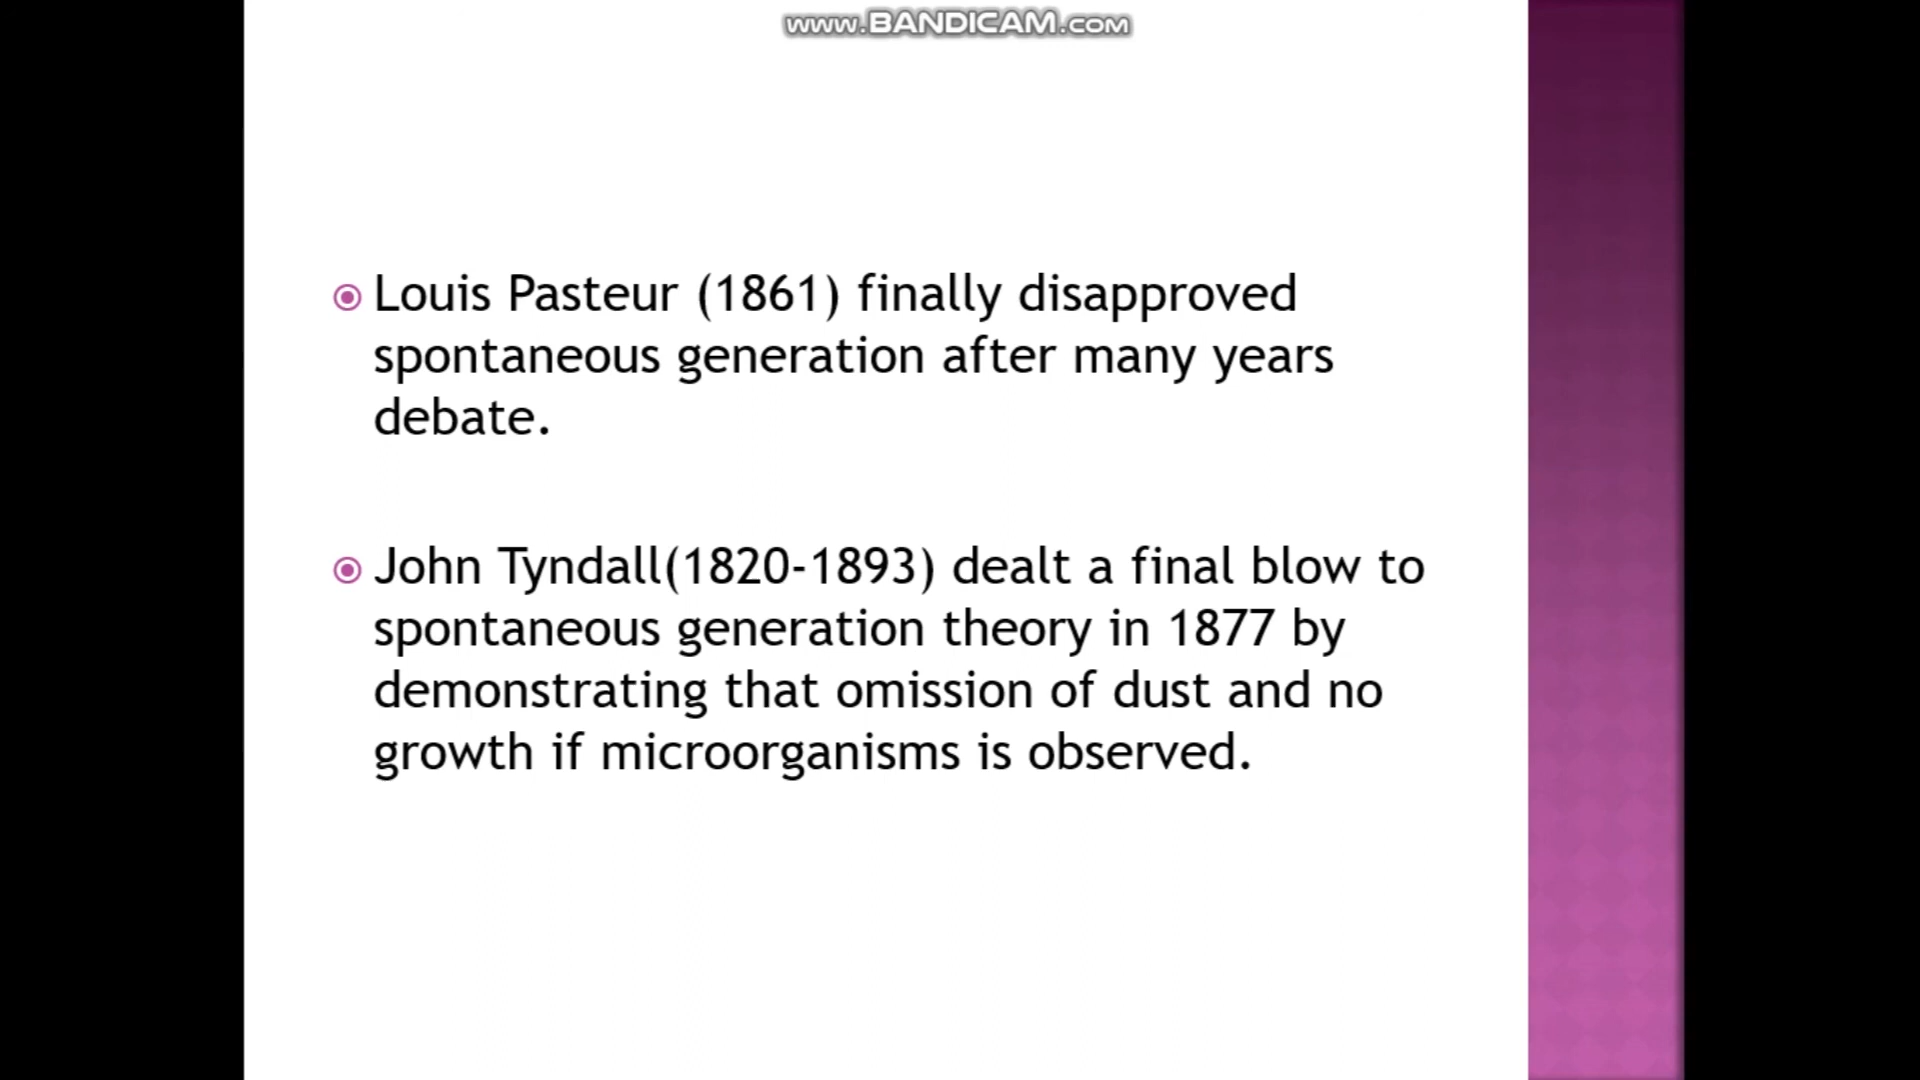 www.BANDICAM.com
Louis Pasteur (1861) finally disapproved
spontaneous generation after many years
debate.
John Tyndall(1820-1893) dealt a final blow to
spontaneous generation theory in 1877 by
demonstrating that omission of dust and no
growth if microorganisms is observed.